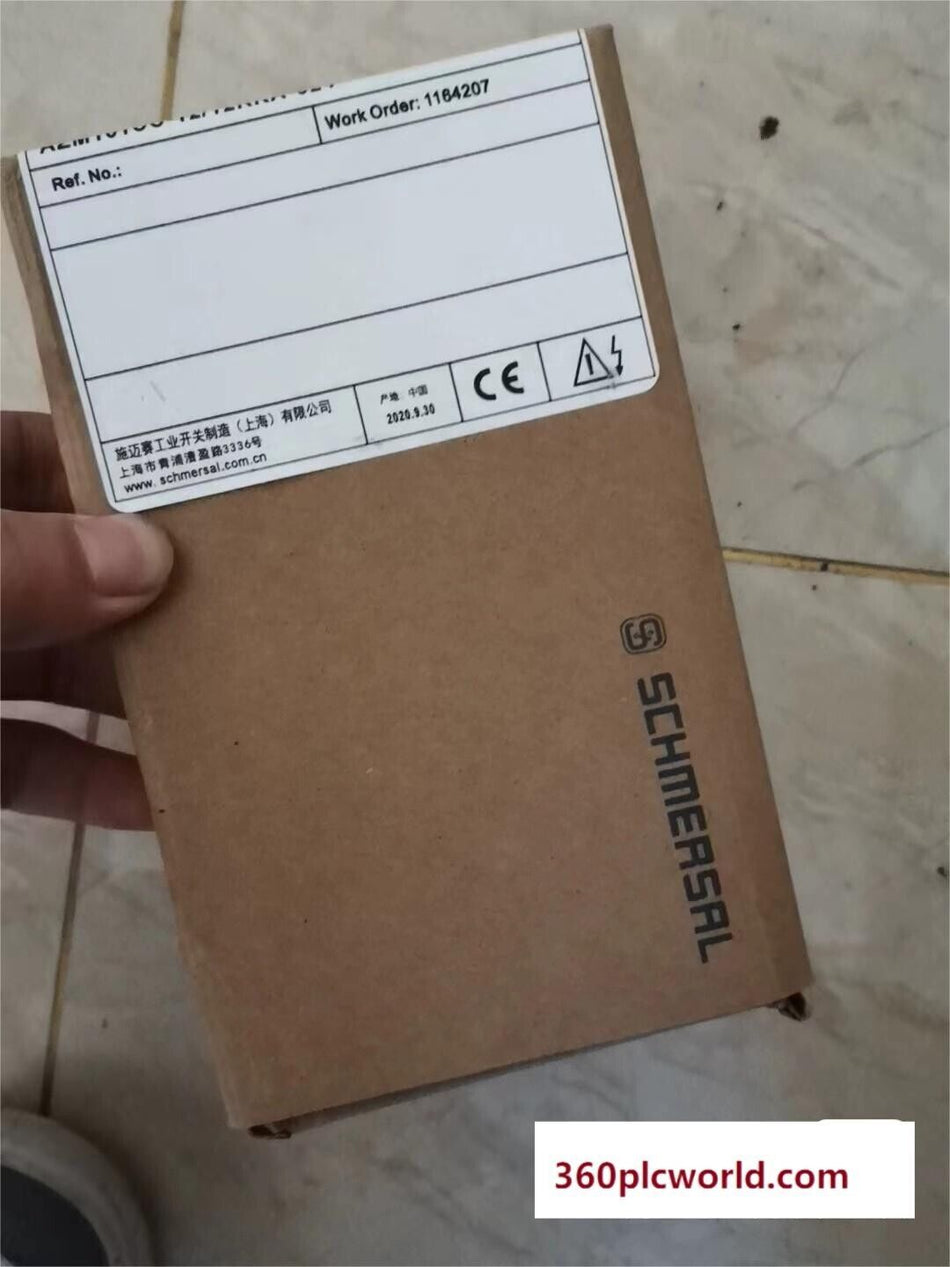 Work Order: 1164207
Ref. No.:
施迈赛工业开关制造（上海）有限公司
上海市青浦漕盈路3336号
www.schmersal.com.cn
产地: 中国
2020.9.30
CE
SCHMERSAL
360plcworld.com